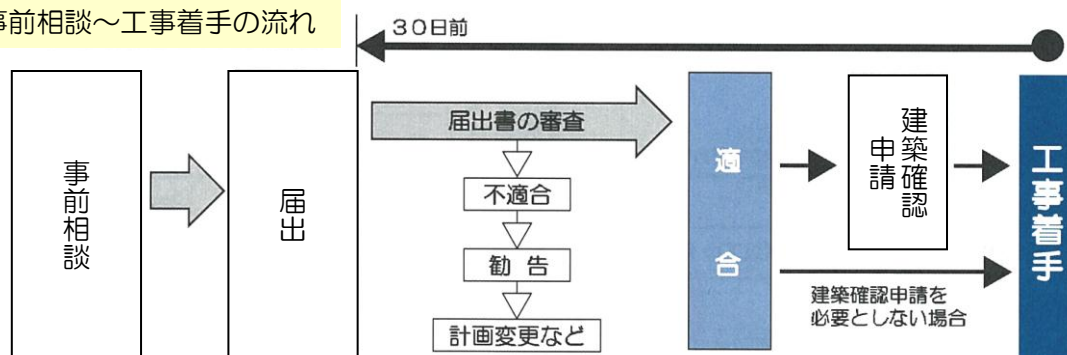 事前相談～工事着手の流れ
30日前
事前相談
届出
届出書の審査
不適合
勧 告
計画変更など
適合
建築確認
申請
建築確認申請を
必要としない場合
工事着手